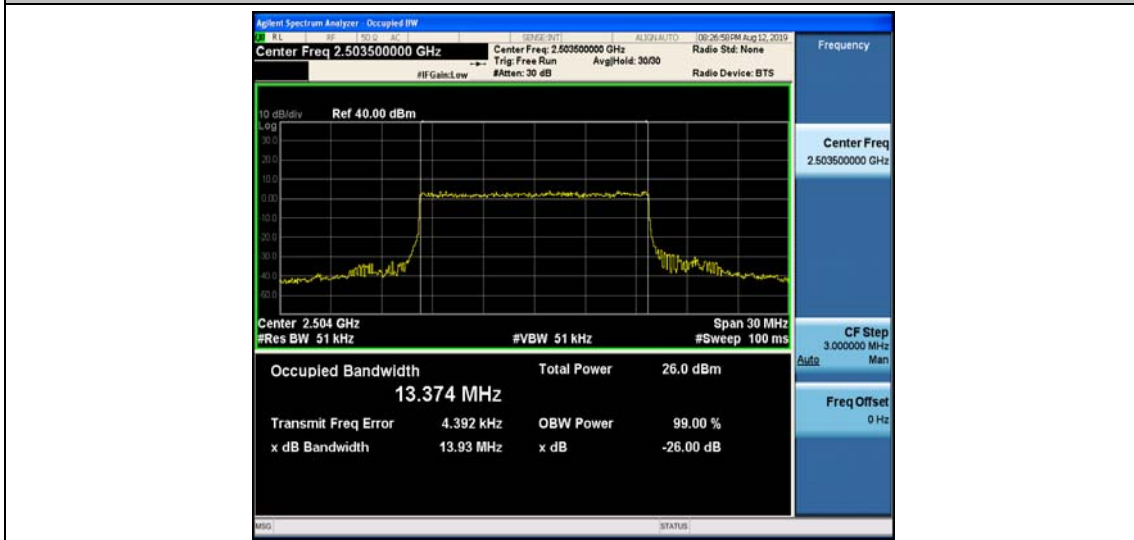 Agilent Spectrum Analyzer - Occupied BW
RL RF 50 Ω AC SENSE:INT ALIGNAUTO 08:26:58PM Aug 12, 2019
Center Freq 2.503500000 GHz Center Freq: 2.503500000 GHz Radio Std: None Frequency
Trig: Free Run Avg|Hold: 30/30
#IFGain:Low #Atten: 30 dB Radio Device: BTS
10 dB/div Ref 40.00 dBm
Log
30.0
20.0
10.0
0.00
-10.0
-20.0
-30.0
-40.0
-50.0
Center Freq
2.503500000 GHz
Center 2.504 GHz Span 30 MHz
#Res BW 51 kHz #VBW 51 kHz #Sweep 100 ms
CF Step
3.000000 MHz
Auto Man
Occupied Bandwidth Total Power 26.0 dBm
13.374 MHz
Freq Offset
0 Hz
Transmit Freq Error 4.392 kHz OBW Power 99.00 %
x dB Bandwidth 13.93 MHz x dB -26.00 dB
MSG STATUS